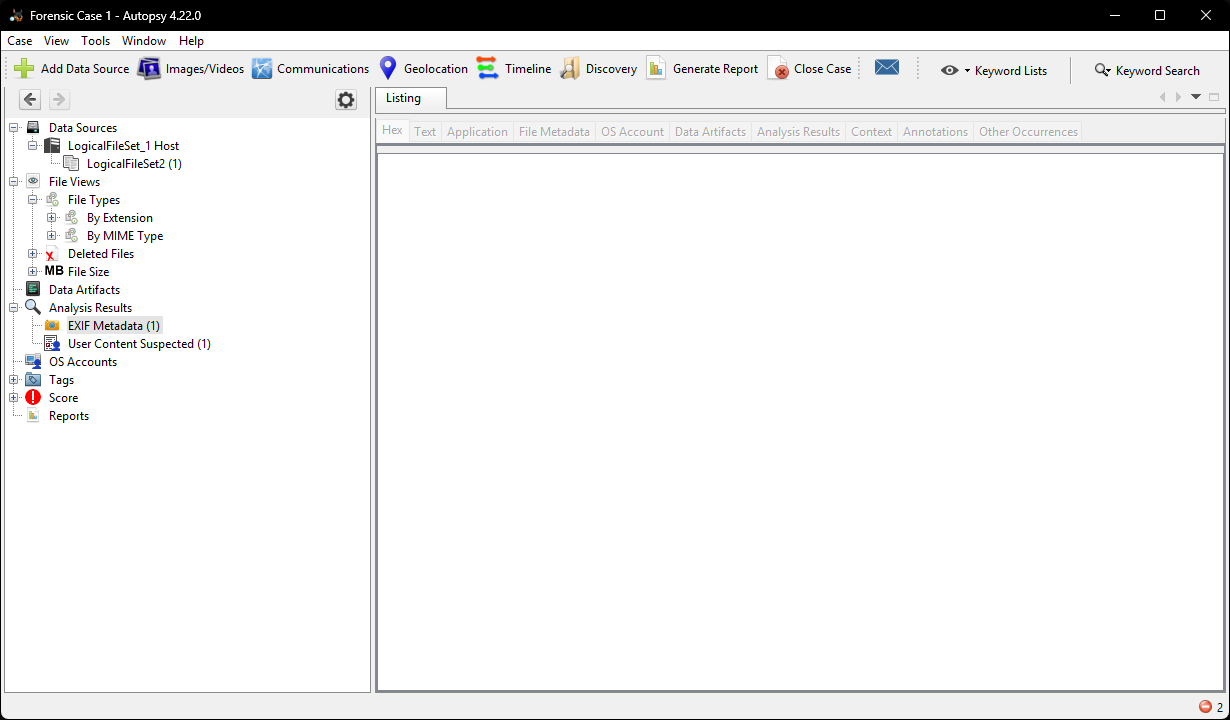 Forensic Case 1 - Autopsy 4.22.0
Case View Tools Window Help
Add Data Source Images/Videos Communications Geolocation Timeline Discovery Generate Report Close Case Keyword Lists Keyword Search
Listing
Hex Text Application File Metadata OS Account Data Artifacts Analysis Results Context Annotations Other Occurrences
Data Sources
LogicalFileSet_1 Host
LogicalFileSet2 (1)
File Views
File Types
By Extension
By MIME Type
Deleted Files
MB File Size
Data Artifacts
Analysis Results
EXIF Metadata (1)
User Content Suspected (1)
OS Accounts
Tags
Score
Reports
2